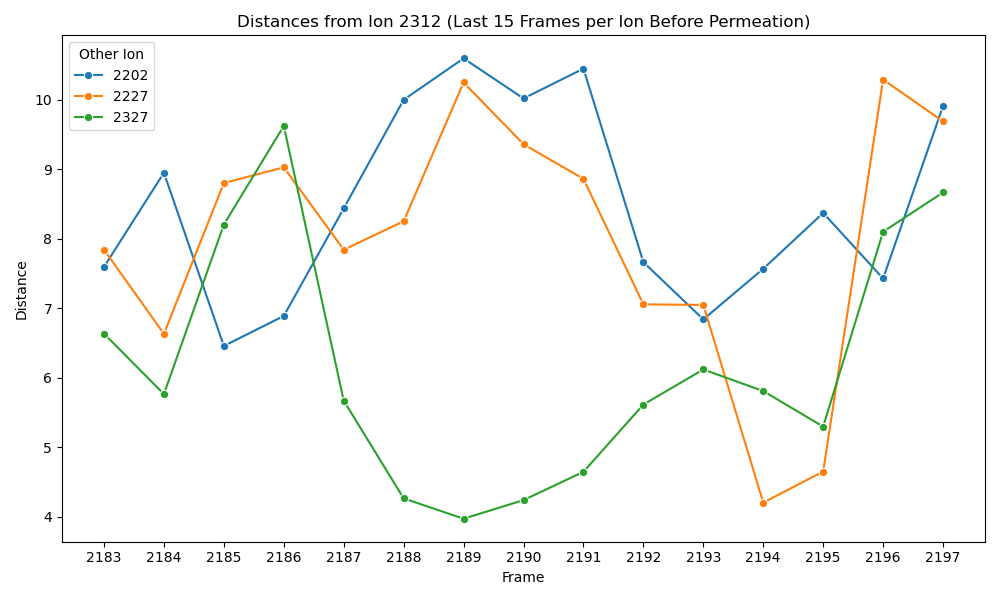 Distances from Ion 2312 (Last 15 Frames per Ion Before Permeation)
Other Ion
2202
2227
2327
Distance
10
9
8
7
6
5
4
2183 2184 2185 2186 2187 2188 2189 2190 2191 2192 2193 2194 2195 2196 2197
Frame